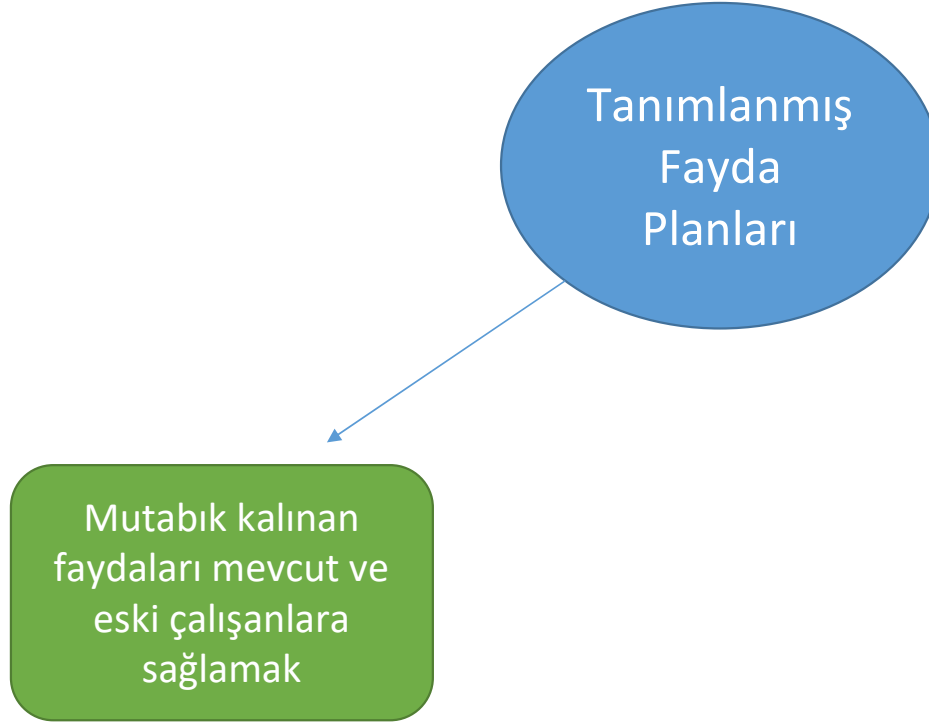 Tanımlanmış
Fayda
Planları
Mutabık kalınan
faydaları mevcut ve
eski çalışanlara
sağlamak